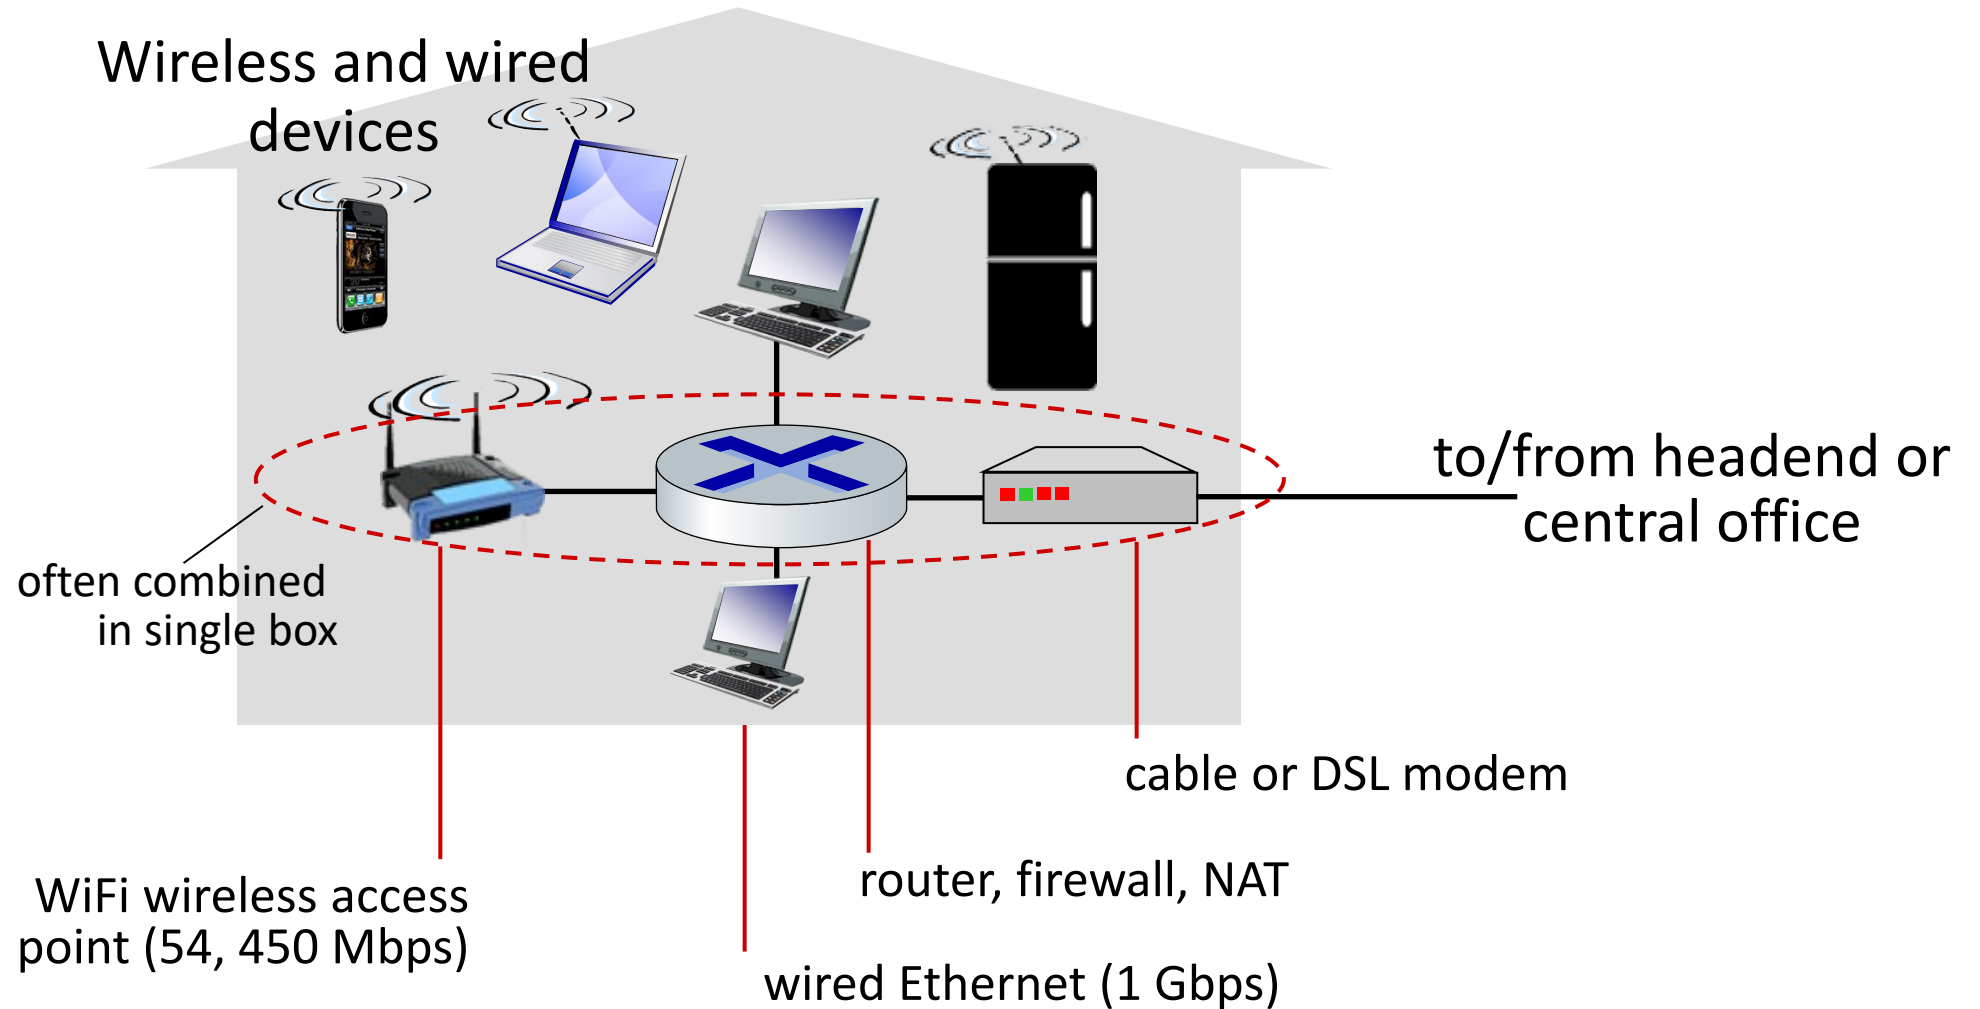 Wireless and wired
devices
to/from headend or
central office
often combined
in single box
cable or DSL modem
router, firewall, NAT
WiFi wireless access
point (54, 450 Mbps)
wired Ethernet (1 Gbps)